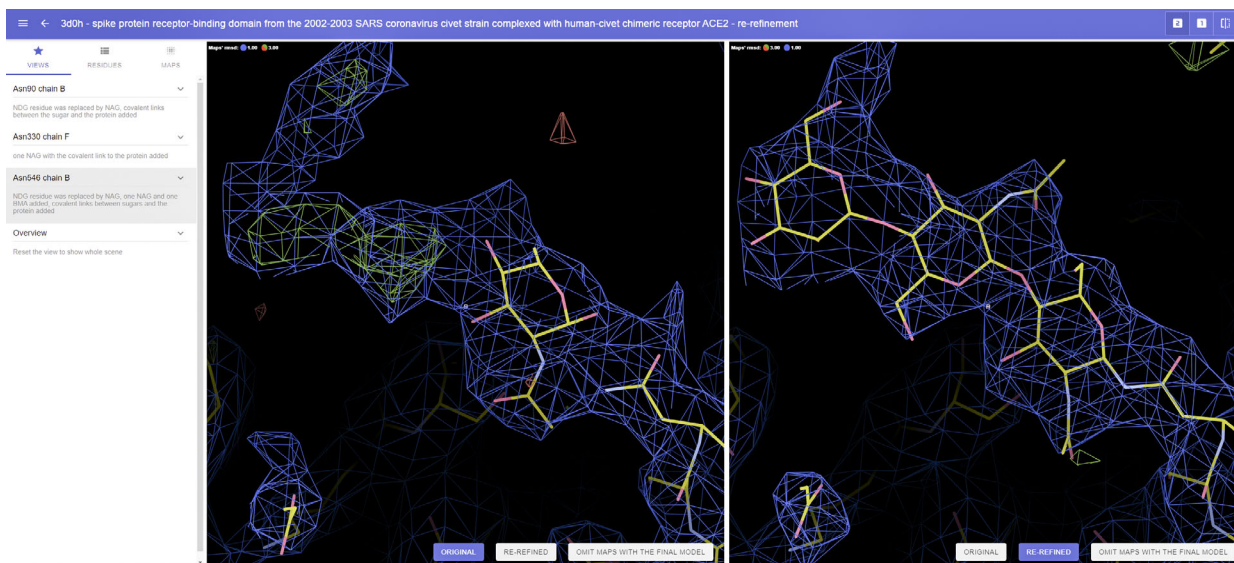 3d0h - spike protein receptor-binding domain from the 2002-2003 SARS coronavirus civet strain complexed with human-civet chimeric receptor ACE2 - re-refinement
2 1
VIEWS RESIDUES MAPS
Asn90 chain B
NDG residue was replaced by NAG, covalent links
between the sugar and the protein added
Asn330 chain F
one NAG with the covalent link to the protein added
Asn546 chain B
NDG residue was replaced by NAG, one NAG and one
BMA added, covalent links between sugars and the
protein added
Overview
Reset the view to show whole scene
Maps' rmsd: 1.00 3.00
B
ORIGINAL RE-REFINED OMIT MAPS WITH THE FINAL MODEL
Maps' rmsd: 3.00 1.00
B
ORIGINAL RE-REFINED OMIT MAPS WITH THE FINAL MODEL